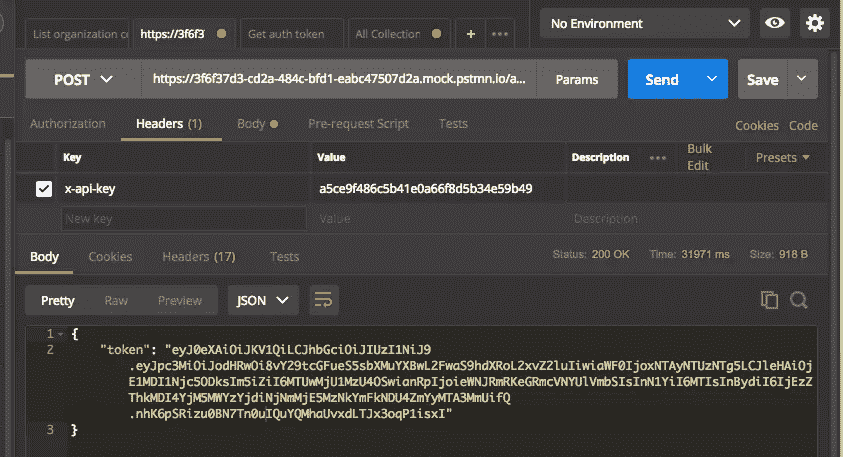 List organization co
https://3f6f3
Get auth token
All Collection
+
No Environment
POST
https://3f6f37d3-cd2a-484c-bfd1-eabc47507d2a.mock.pstmn.io/a...
Params
Send
Save
Authorization
Headers (1)
Body
Pre-request Script
Tests
Cookies
Code
Key
Value
Description
Bulk
Edit
Presets
x-api-key
a5ce9f486c5b41e0a66f8d5b34e59b49
New key
Value
Description
Body
Cookies
Headers (17)
Tests
Status: 200 OK
Time: 31971 ms
Size: 918 B
Pretty
Raw
Preview
JSON
1 {
2 "token": "eyJ0eXAiOiJKV1QiLCJhbGciOiJIUzI1NiJ9
.eyJpc3MiOiJodHRwOi8vY29tcGFueS5sbXMuYXBwL2FwaS9hdXRoL2xvZ2luIiwiaWF0IjoxNTAyNTUzNTg5LCJleHAiOj
E1MDI1Njc5ODksIm5iZiI6MTUwMjU1MzU4OSwianRpIjoieWNJRmRKeGRmcVNYUlVmbSIsInN1YiI6MTIsInBydiI6IjEzZ
ThkMDI4YjM5MWYzYjdiNjNmMjE5MzNkYmFkNDU4ZmYyMTA3MmUifQ
.nhK6pSRizu0BN7Tn0uIQuYQMhaUvxdLTJx3oqP1isxI"
3 }